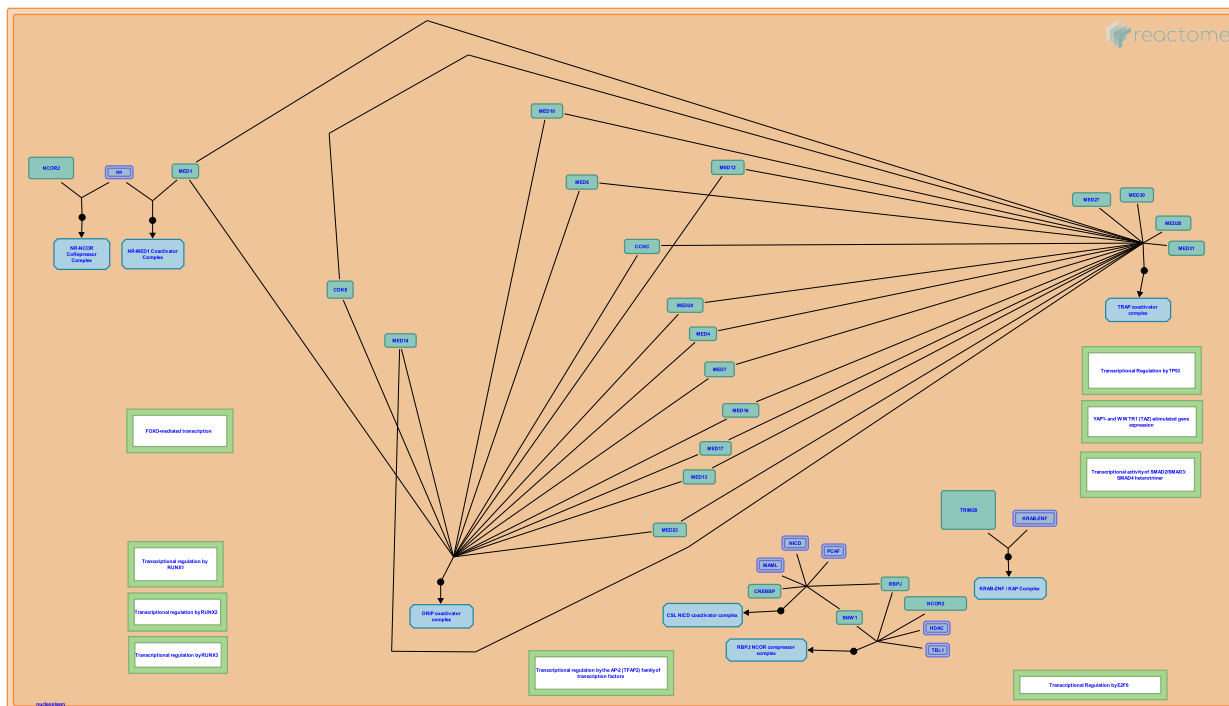 reactome
MED10
NCOR2
NR
MED1
MED12
MED6
MED27
MED30
MED28
MED31
CCNC
NR-NCOR
CoRepressor
Complex
NR-MED1 Coactivator
Complex
CDK8
MED24
TRAP coactivator
complex
MED14
MED4
MED7
Transcriptional Regulation by TP53
MED16
YAP1- and WWTR1 (TAZ)-stimulated gene
expression
FOXO-mediated transcription
MED17
MED13
Transcriptional activity of SMAD2/SMAD3:
SMAD4 heterotrimer
TRIM28
KRAB-ZNF
MED23
NICD
PCAF
Transcriptional regulation by
RUNX1
MAML
CREBBP
RBPJ
KRAB-ZNF / KAP Complex
NCOR2
Transcriptional regulation by RUNX2
DRIP coactivator
complex
CSL NICD coactivator complex
SNW1
HDAC
Transcriptional regulation by RUNX3
RBPJ:NCOR corepressor
complex
TBL1
Transcriptional regulation by the AP-2 (TFAP2) family of
transcription factors
Transcriptional Regulation by E2F6
nucleoplasm